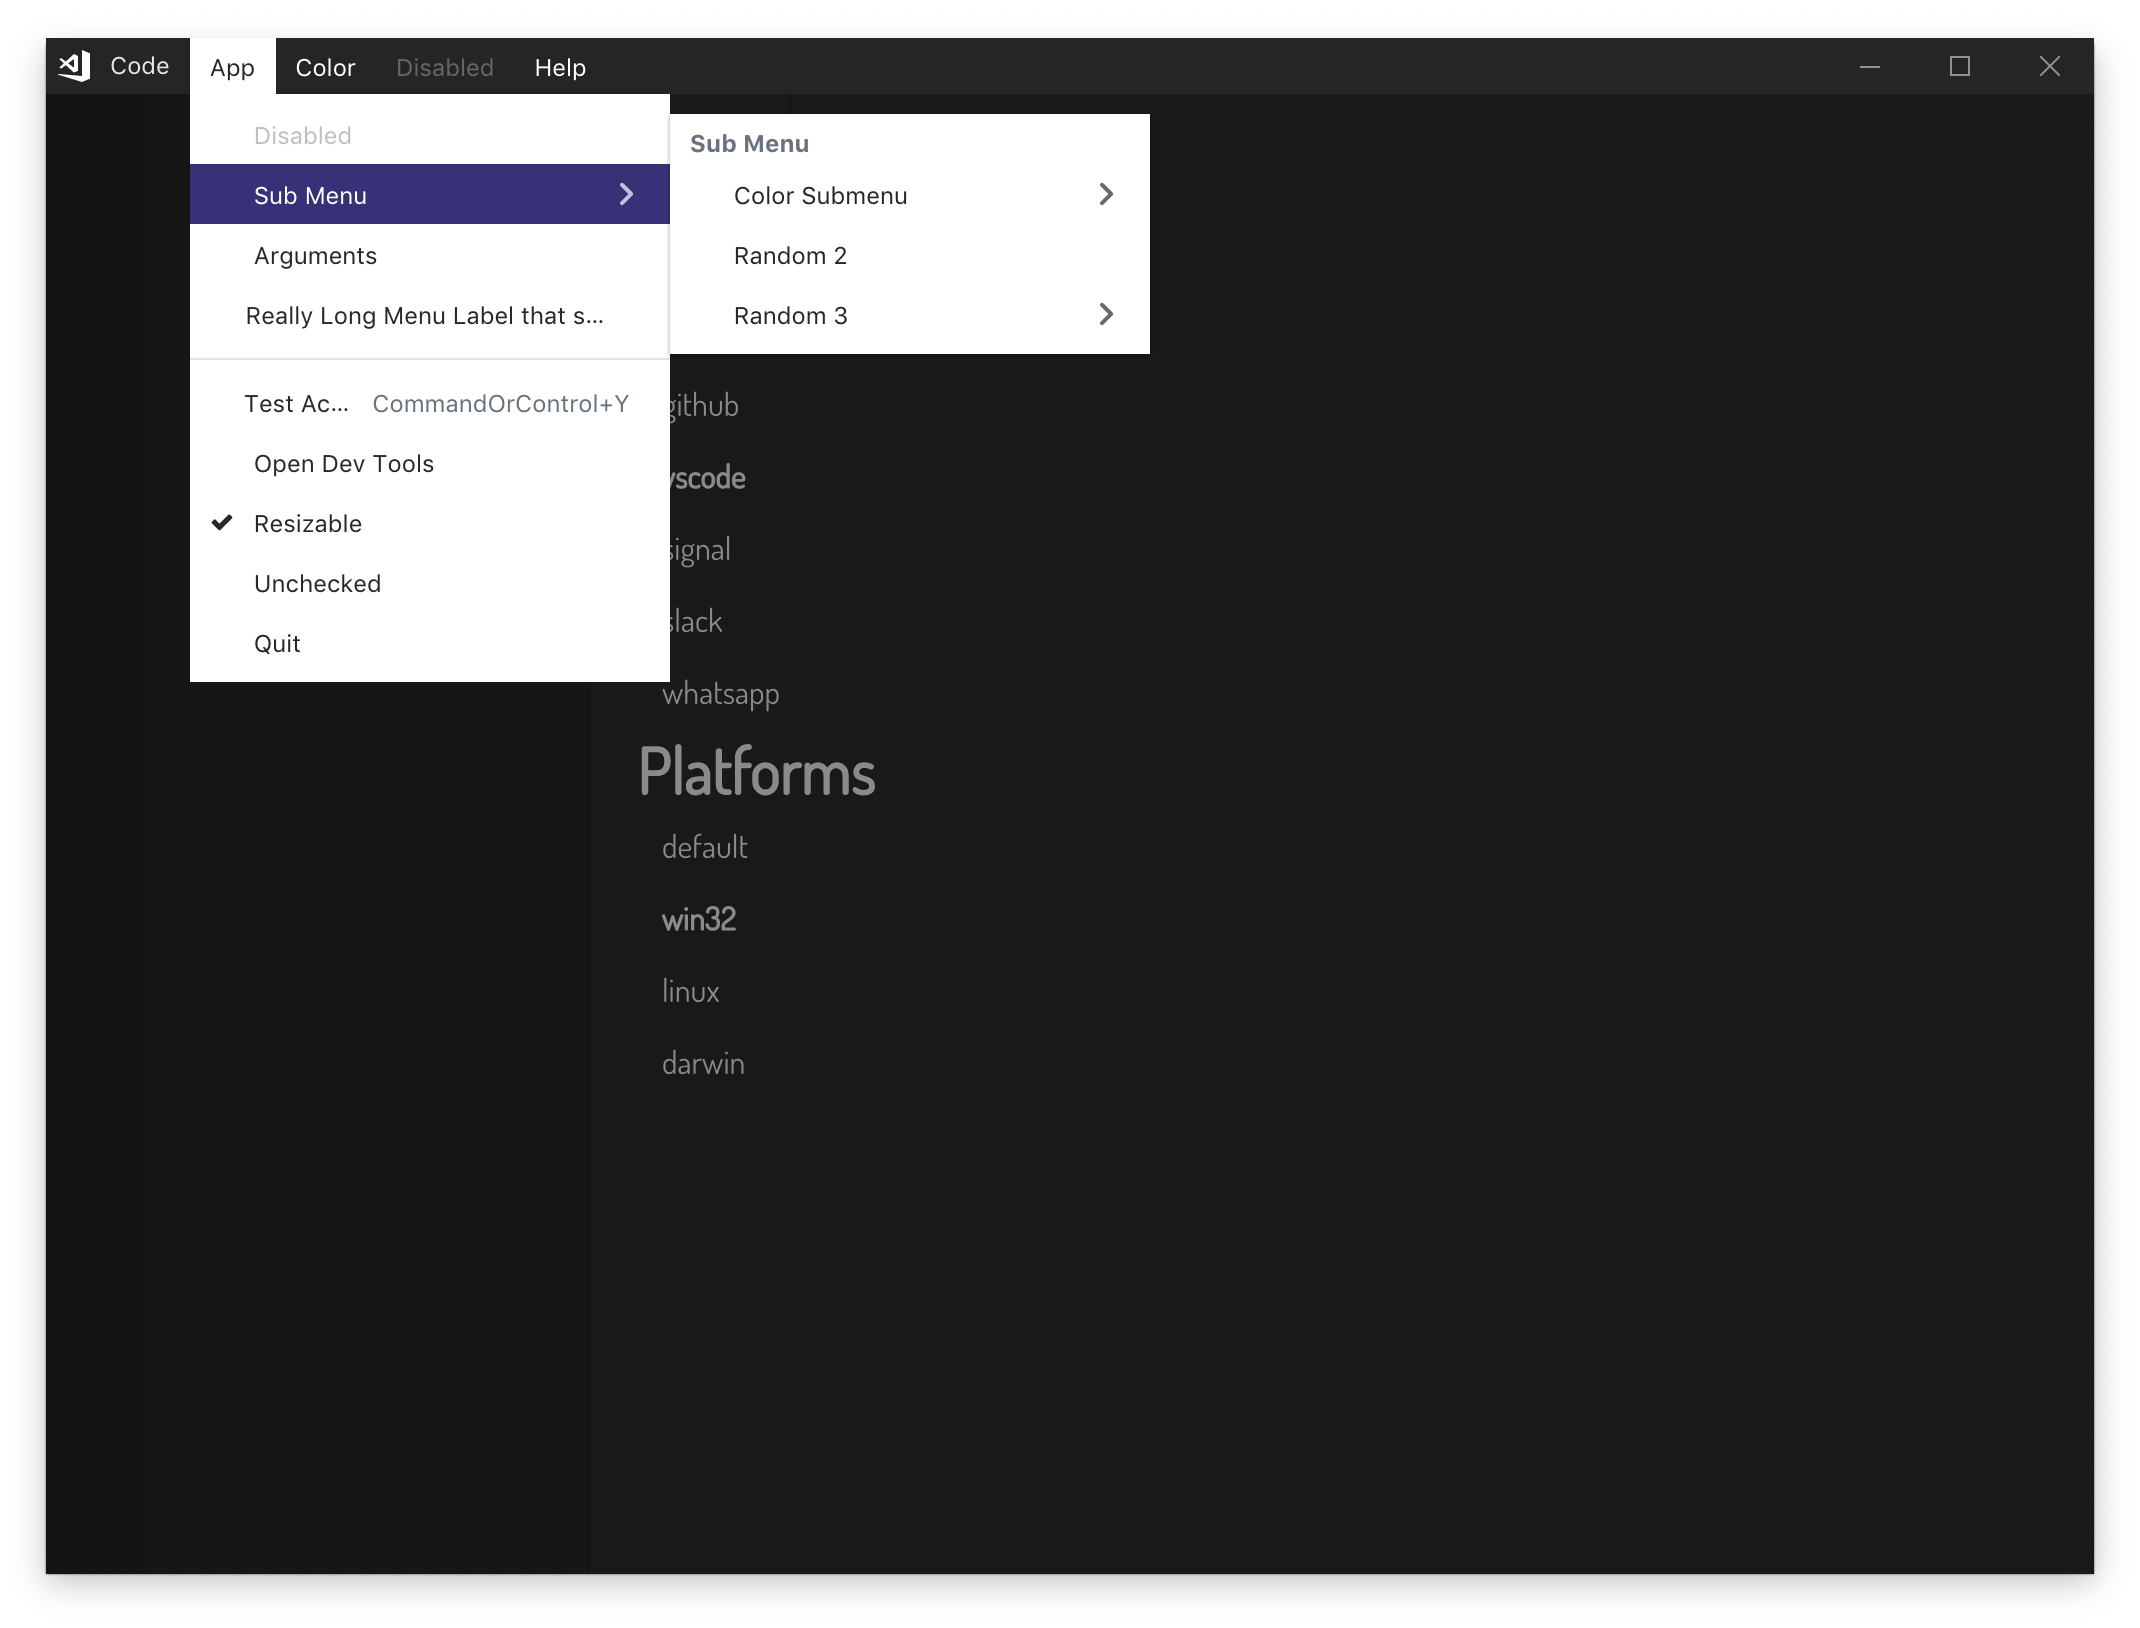 Code App Color Disabled Help
Disabled
Sub Menu
Arguments
Really Long Menu Label that s...
Test Ac... CommandOrControl+Y
Open Dev Tools
Resizable
Unchecked
Quit
Sub Menu
Color Submenu
Random 2
Random 3
github
vscode
signal
slack
whatsapp
Platforms
default
win32
linux
darwin